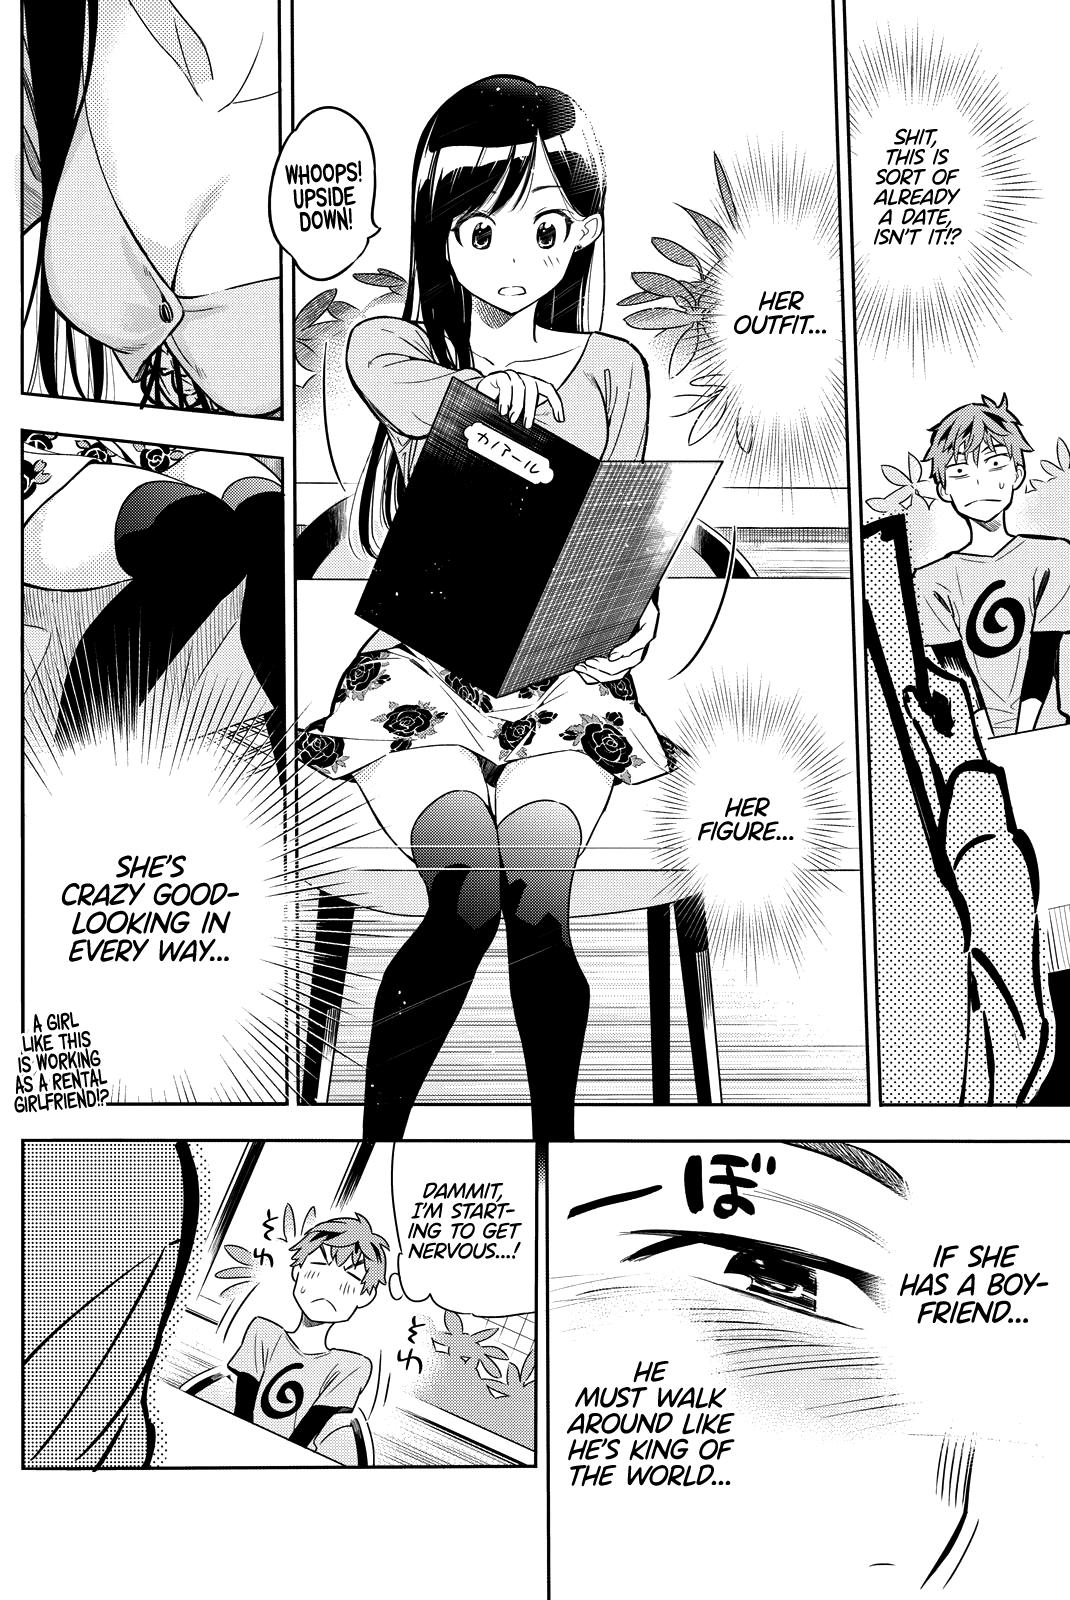 SHIT,
THIS IS
SORT OF
ALREADY
A DATE,
ISN'T IT!?
HER
OUTFIT...
WHOOPS!
UPSIDE
DOWN!
カノアール
HER
FIGURE...
SHE'S
CRAZY GOOD-
LOOKING IN
EVERY WAY...
A GIRL
LIKE THIS
IS WORKING
AS A RENTAL
GIRLFRIEND!?
ぼー
IF SHE
HAS A BOY-
FRIEND...
HE
MUST WALK
AROUND LIKE
HE'S KING OF
THE WORLD...
DAMMIT,
I'M START-
ING TO GET
NERVOUS...!
チ〜
チ〜